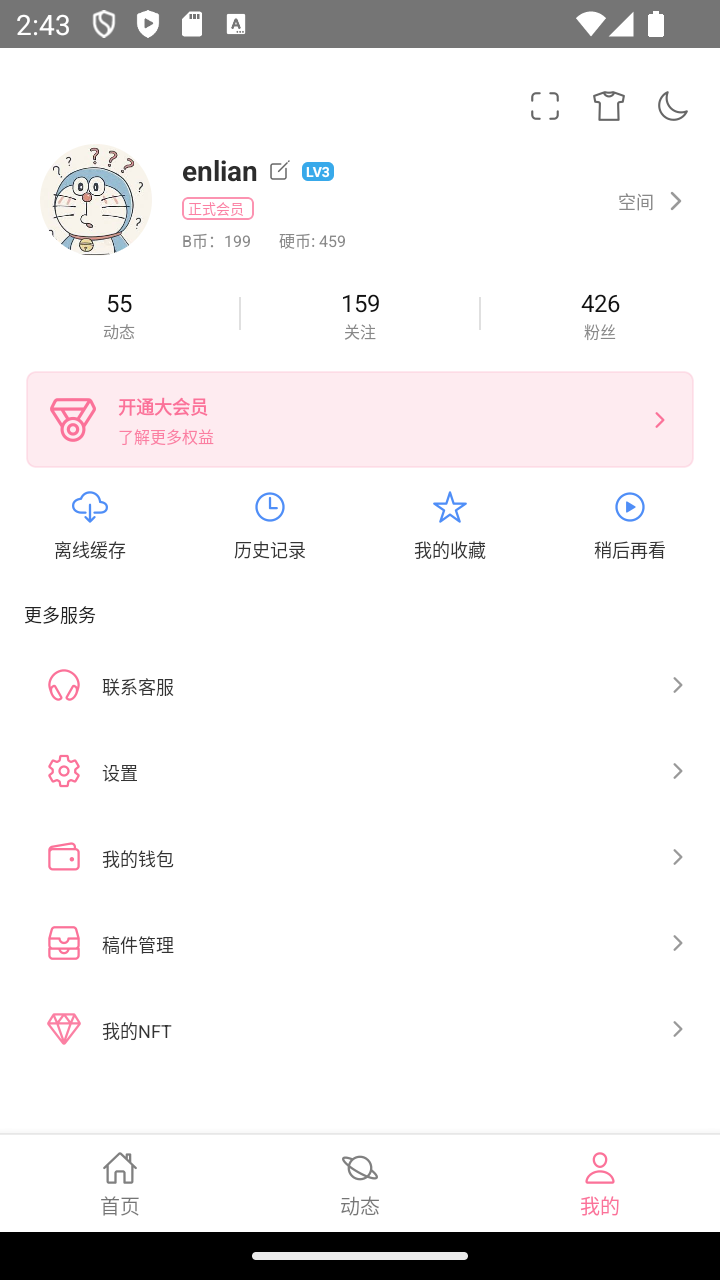 2:43
enlian LV3
正式会员
空间
B币：199 硬币: 459
55 159 426
动态 关注 粉丝
开通大会员
了解更多权益
离线缓存 历史记录 我的收藏 稍后再看
更多服务
联系客服
设置
我的钱包
稿件管理
我的NFT
首页 动态 我的